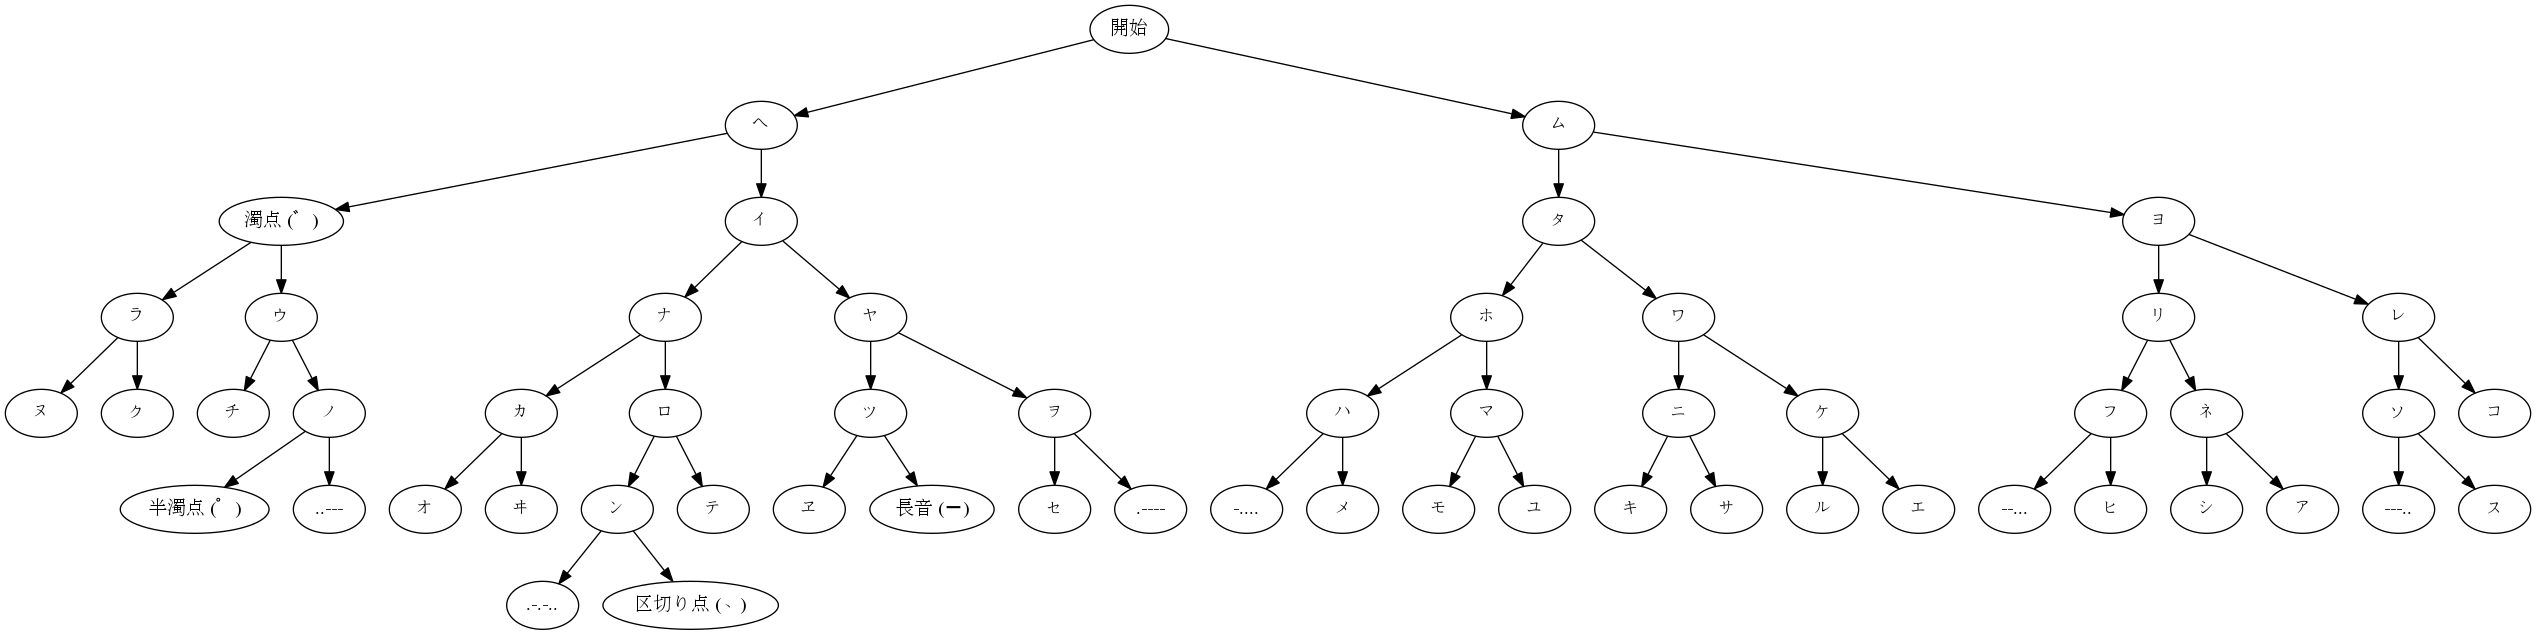 開始
ヘ
ム
濁点 (゛)
イ
タ
ヨ
ラ
ウ
ナ
ヤ
ホ
ワ
リ
レ
ヌ
ク
チ
ノ
カ
ロ
ツ
ヲ
ハ
マ
ニ
ケ
フ
ネ
ソ
コ
半濁点 (゜)
..---
オ
ヰ
ン
テ
ヱ
長音 (ー)
セ
.----
-....
メ
モ
ユ
キ
サ
ル
エ
--...
ヒ
シ
ア
---..
ス
.-.-..
区切り点 (、)